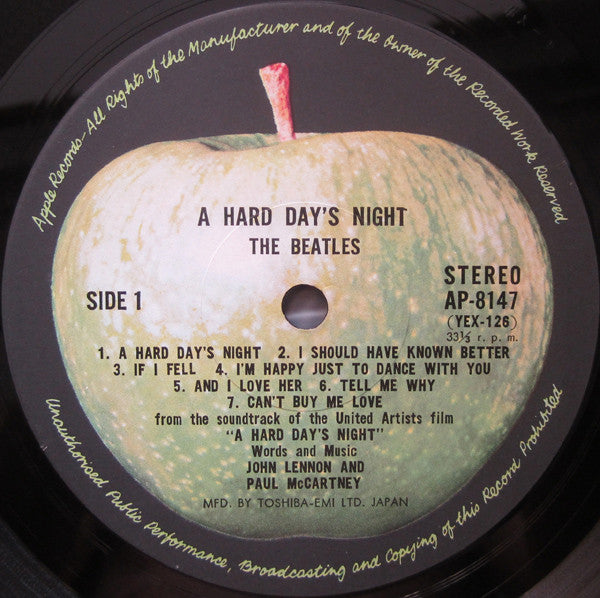 Apple Records-All Rights of the Manufacturer and of the Owner of the Recorded Work Reserved
A HARD DAY'S NIGHT
THE BEATLES
SIDE 1
STEREO
AP-8147
(YEX-126)
33⅓ r. p. m.
1. A HARD DAY'S NIGHT 2. I SHOULD HAVE KNOWN BETTER
3. IF I FELL 4. I'M HAPPY JUST TO DANCE WITH YOU
5. AND I LOVE HER 6. TELL ME WHY
7. CAN'T BUY ME LOVE
from the soundtrack of the United Artists film
"A HARD DAY'S NIGHT"
Words and Music
JOHN LENNON AND
PAUL McCARTNEY
MFD. BY TOSHIBA-EMI LTD. JAPAN
Unauthorised Public Performance, Broadcasting and Copying of this Record Prohibited